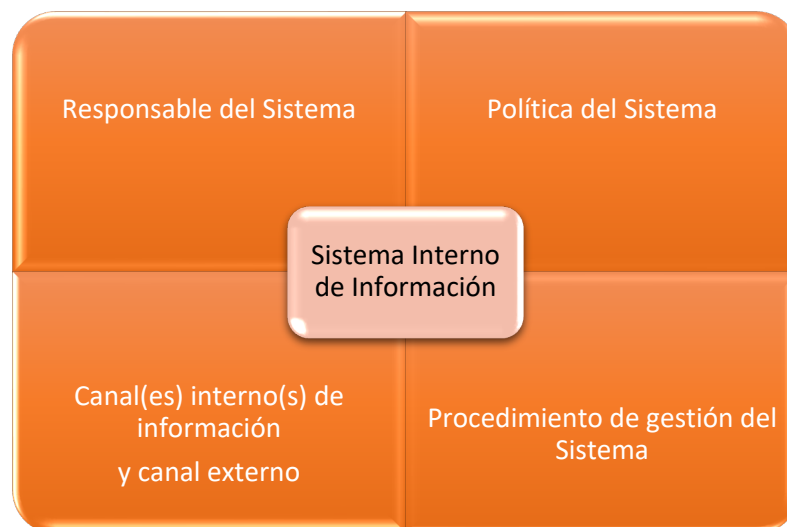 Responsable del Sistema
Política del Sistema
Sistema Interno
de Información
Canal(es) interno(s) de
información
y canal externo
Procedimiento de gestión del
Sistema